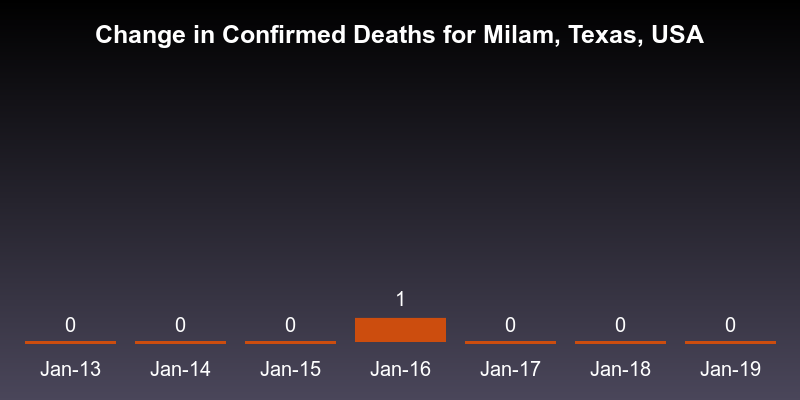 Change in Confirmed Deaths for Milam, Texas, USA
1
0 0 0 0 0 0
Jan-13 Jan-14 Jan-15 Jan-16 Jan-17 Jan-18 Jan-19